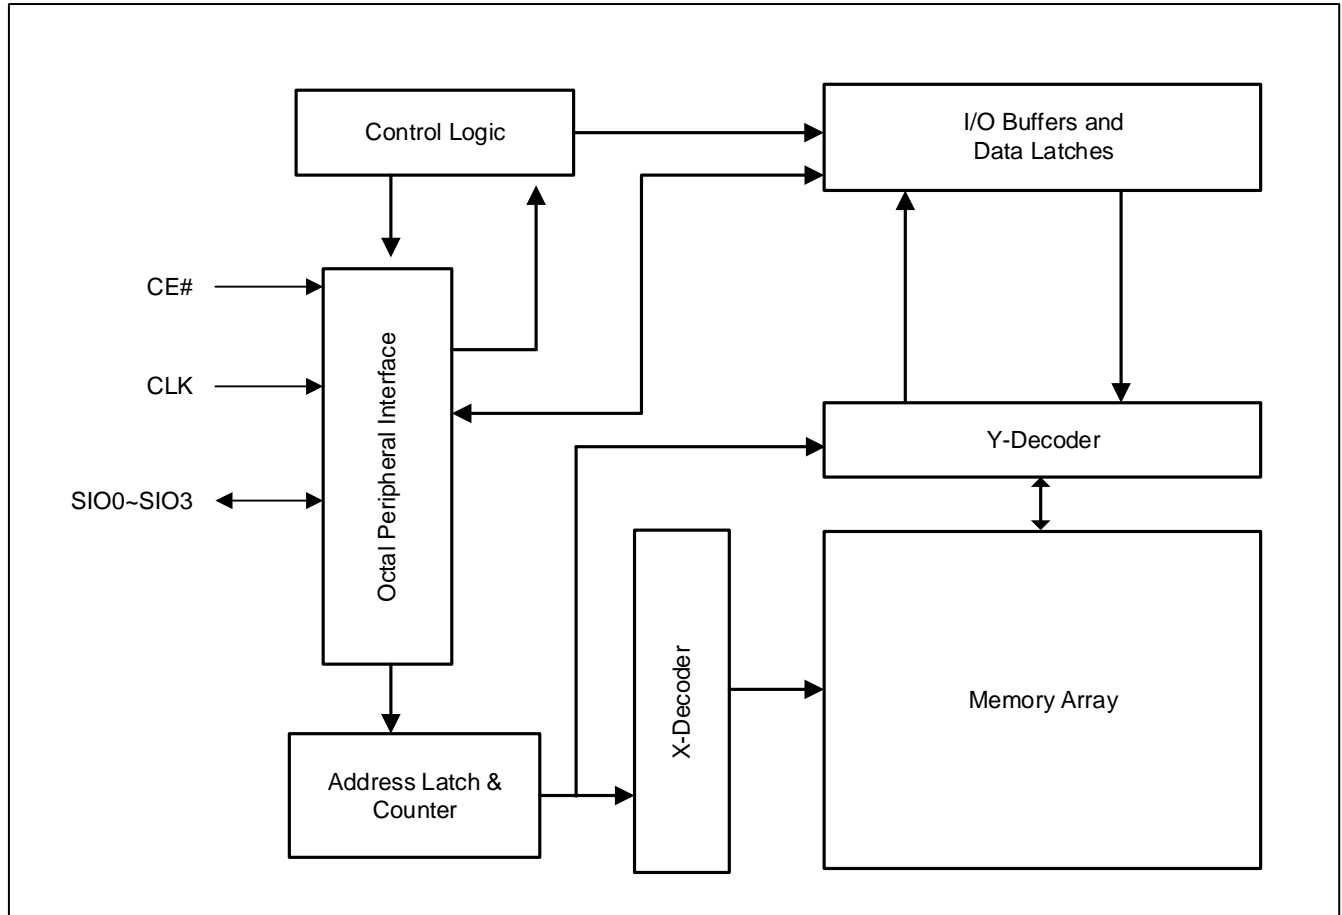 Control Logic
I/O Buffers and
Data Latches
CE#
CLK
SIO0~SIO3
Octal Peripheral Interface
Y-Decoder
X-Decoder
Memory Array
Address Latch &
Counter